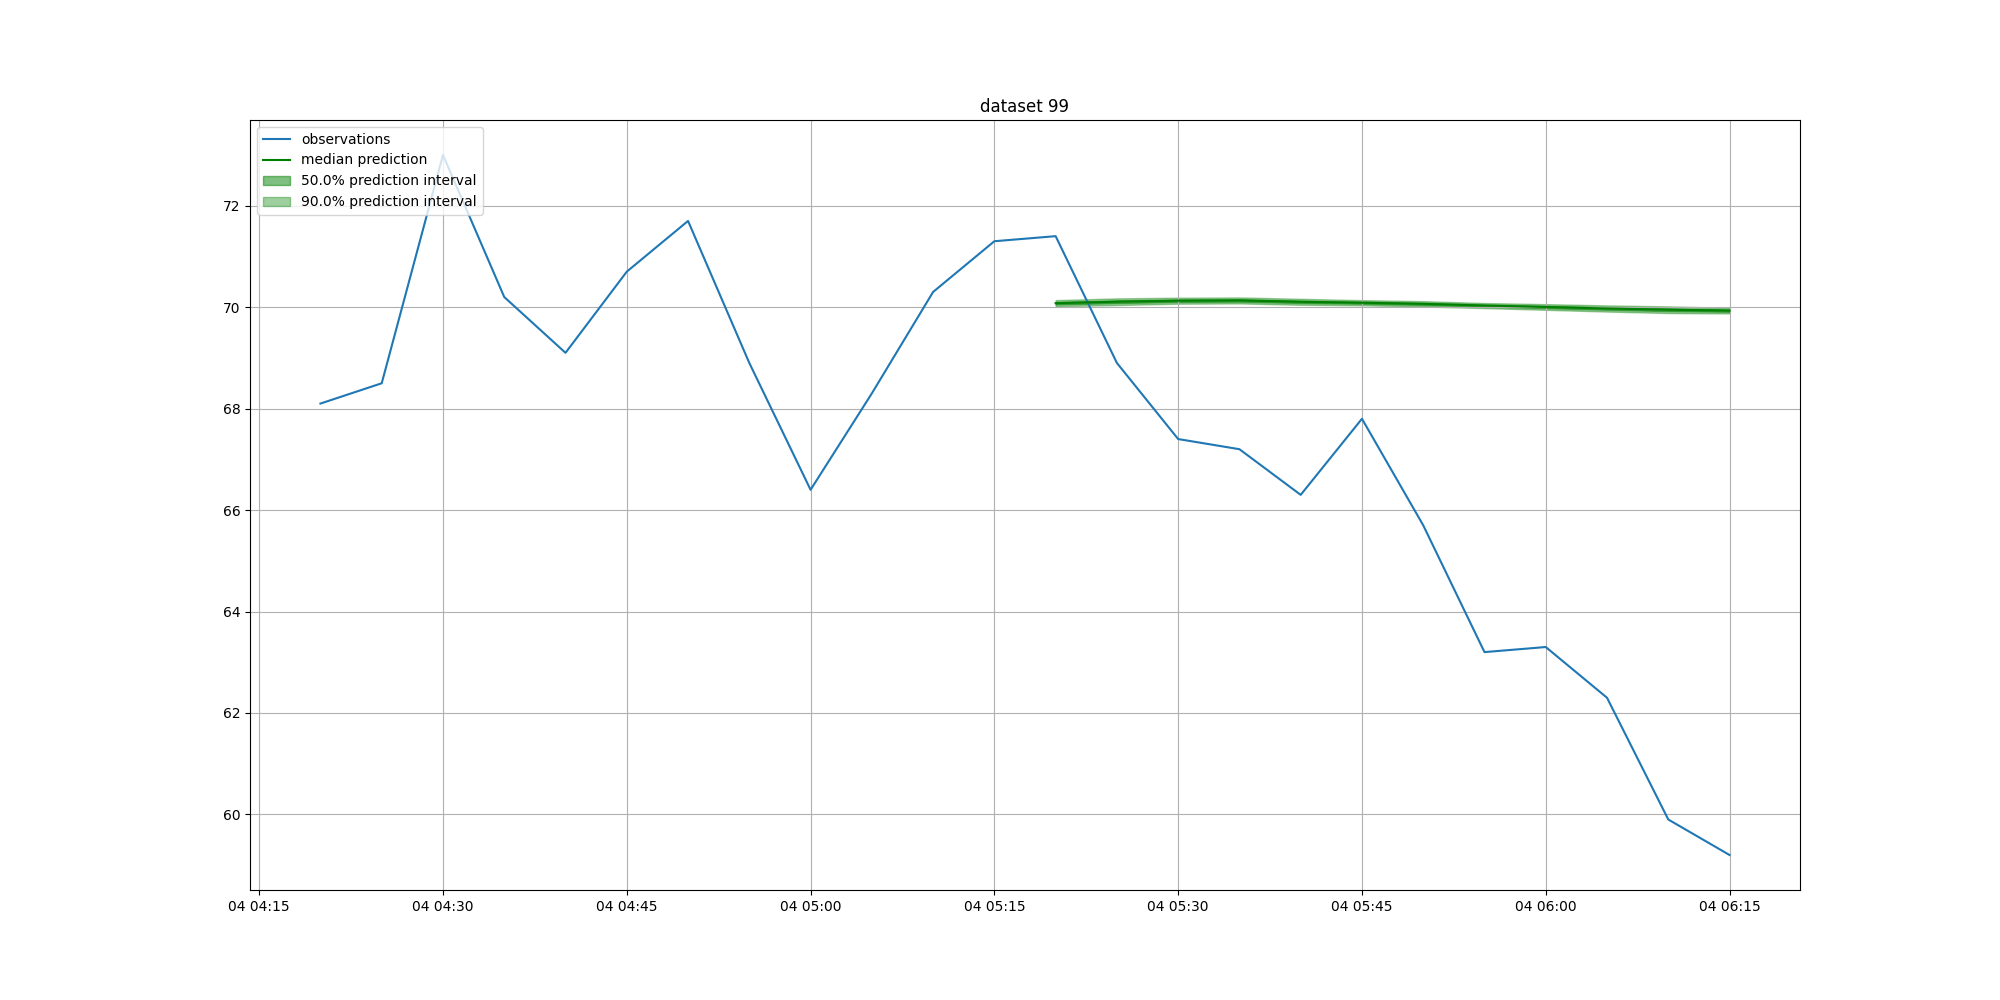 dataset 99
observations
median prediction
50.0% prediction interval
90.0% prediction interval
72
70
68
66
64
62
60
04 04:15 04 04:30 04 04:45 04 05:00 04 05:15 04 05:30 04 05:45 04 06:00 04 06:15